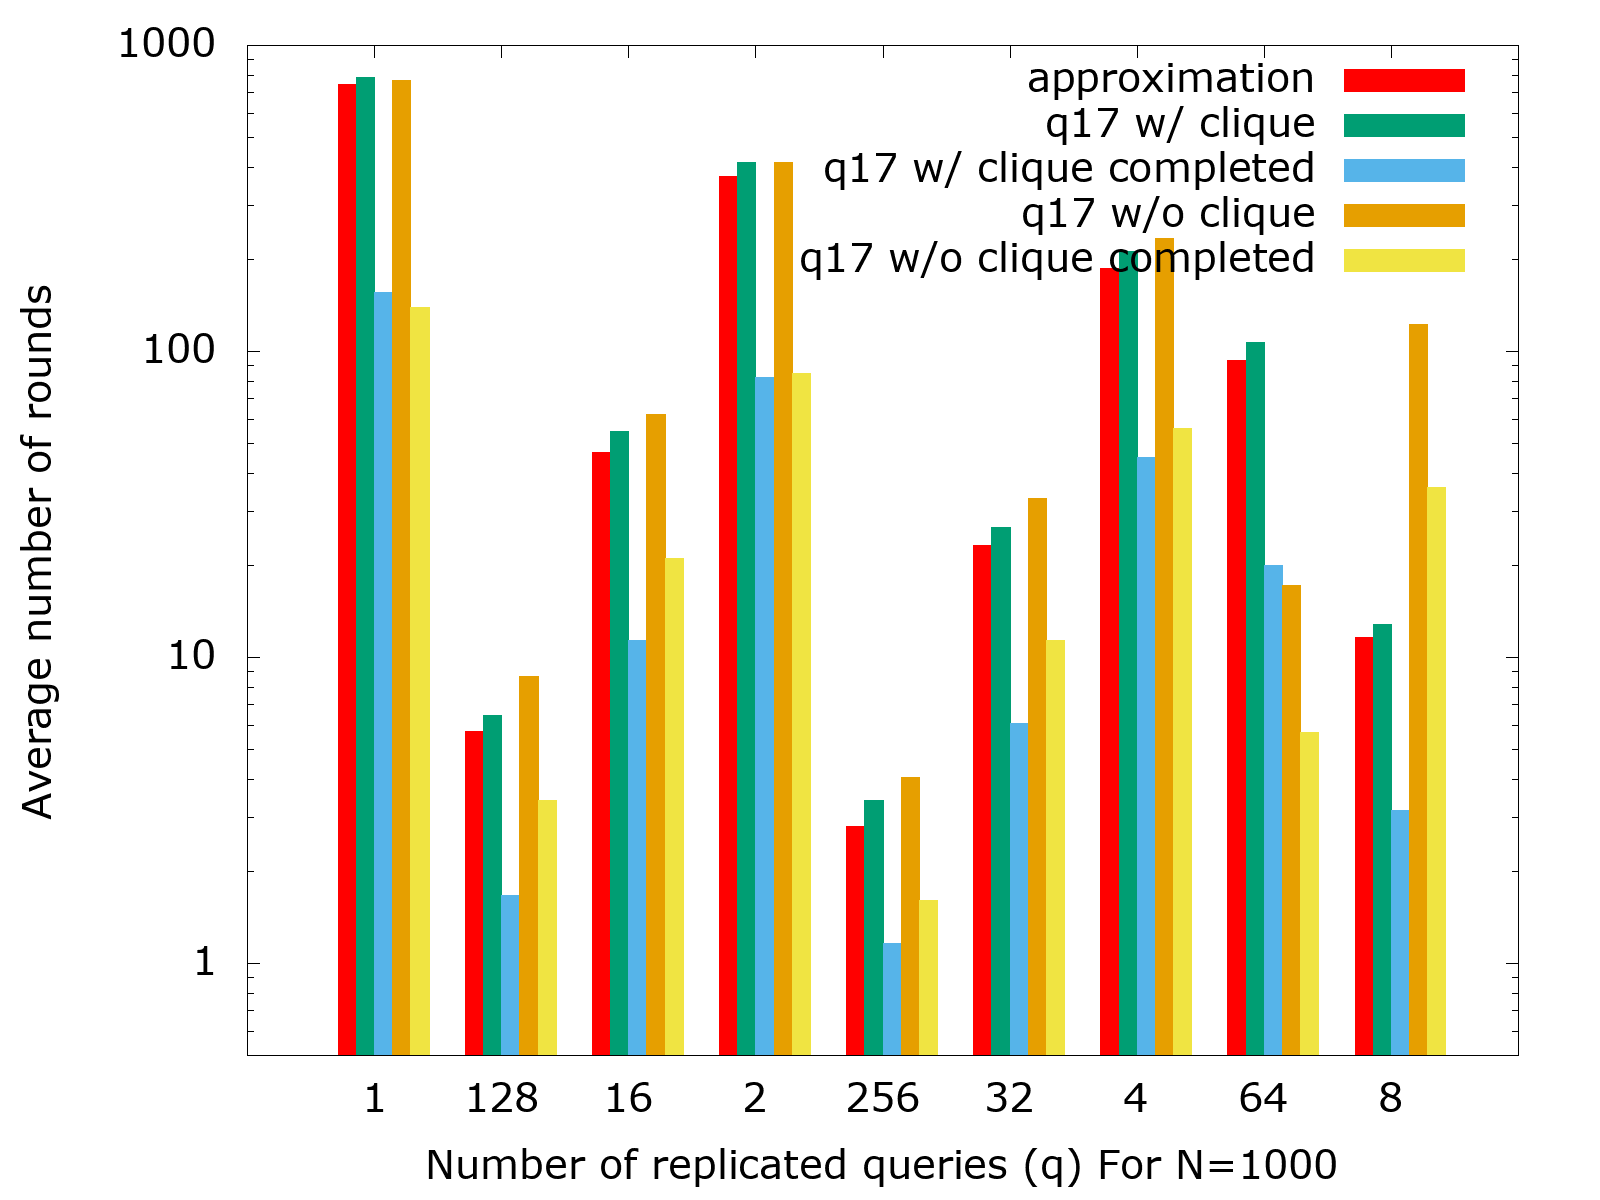 1000
100
10
1
Average number of rounds
approximation
q17 w/ clique
q17 w/ clique completed
q17 w/o clique
q17 w/o clique completed
1 128 16 2 256 32 4 64 8
Number of replicated queries (q) For N=1000